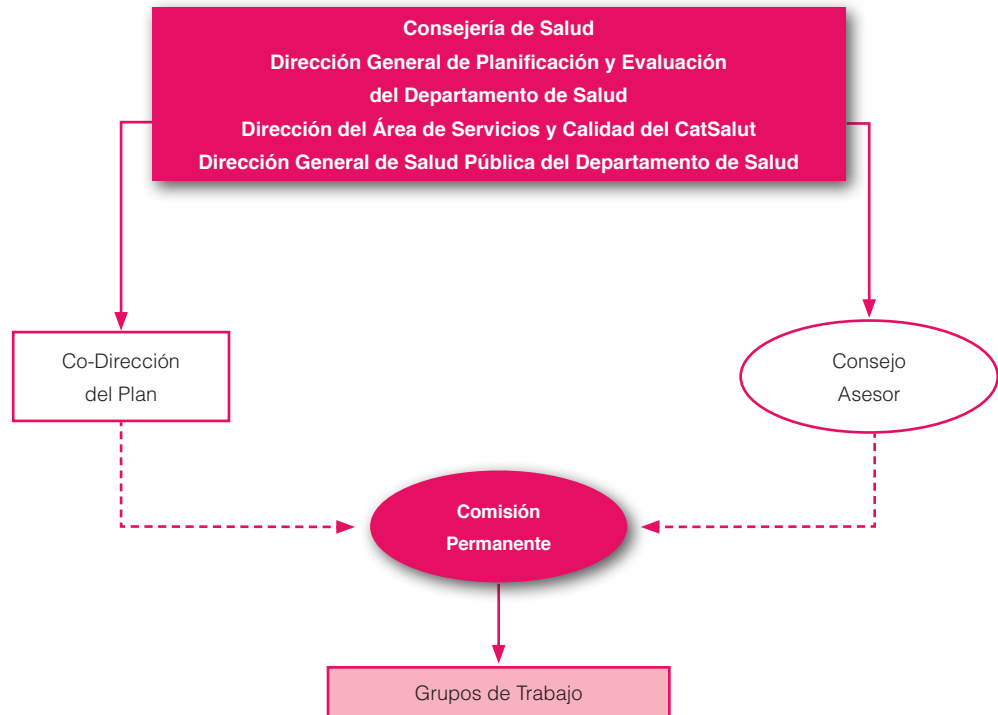 Consejería de Salud
Dirección General de Planificación y Evaluación
del Departamento de Salud
Dirección del Área de Servicios y Calidad del CatSalut
Dirección General de Salud Pública del Departamento de Salud
Co-Dirección
del Plan
Consejo
Asesor
Comisión
Permanente
Grupos de Trabajo